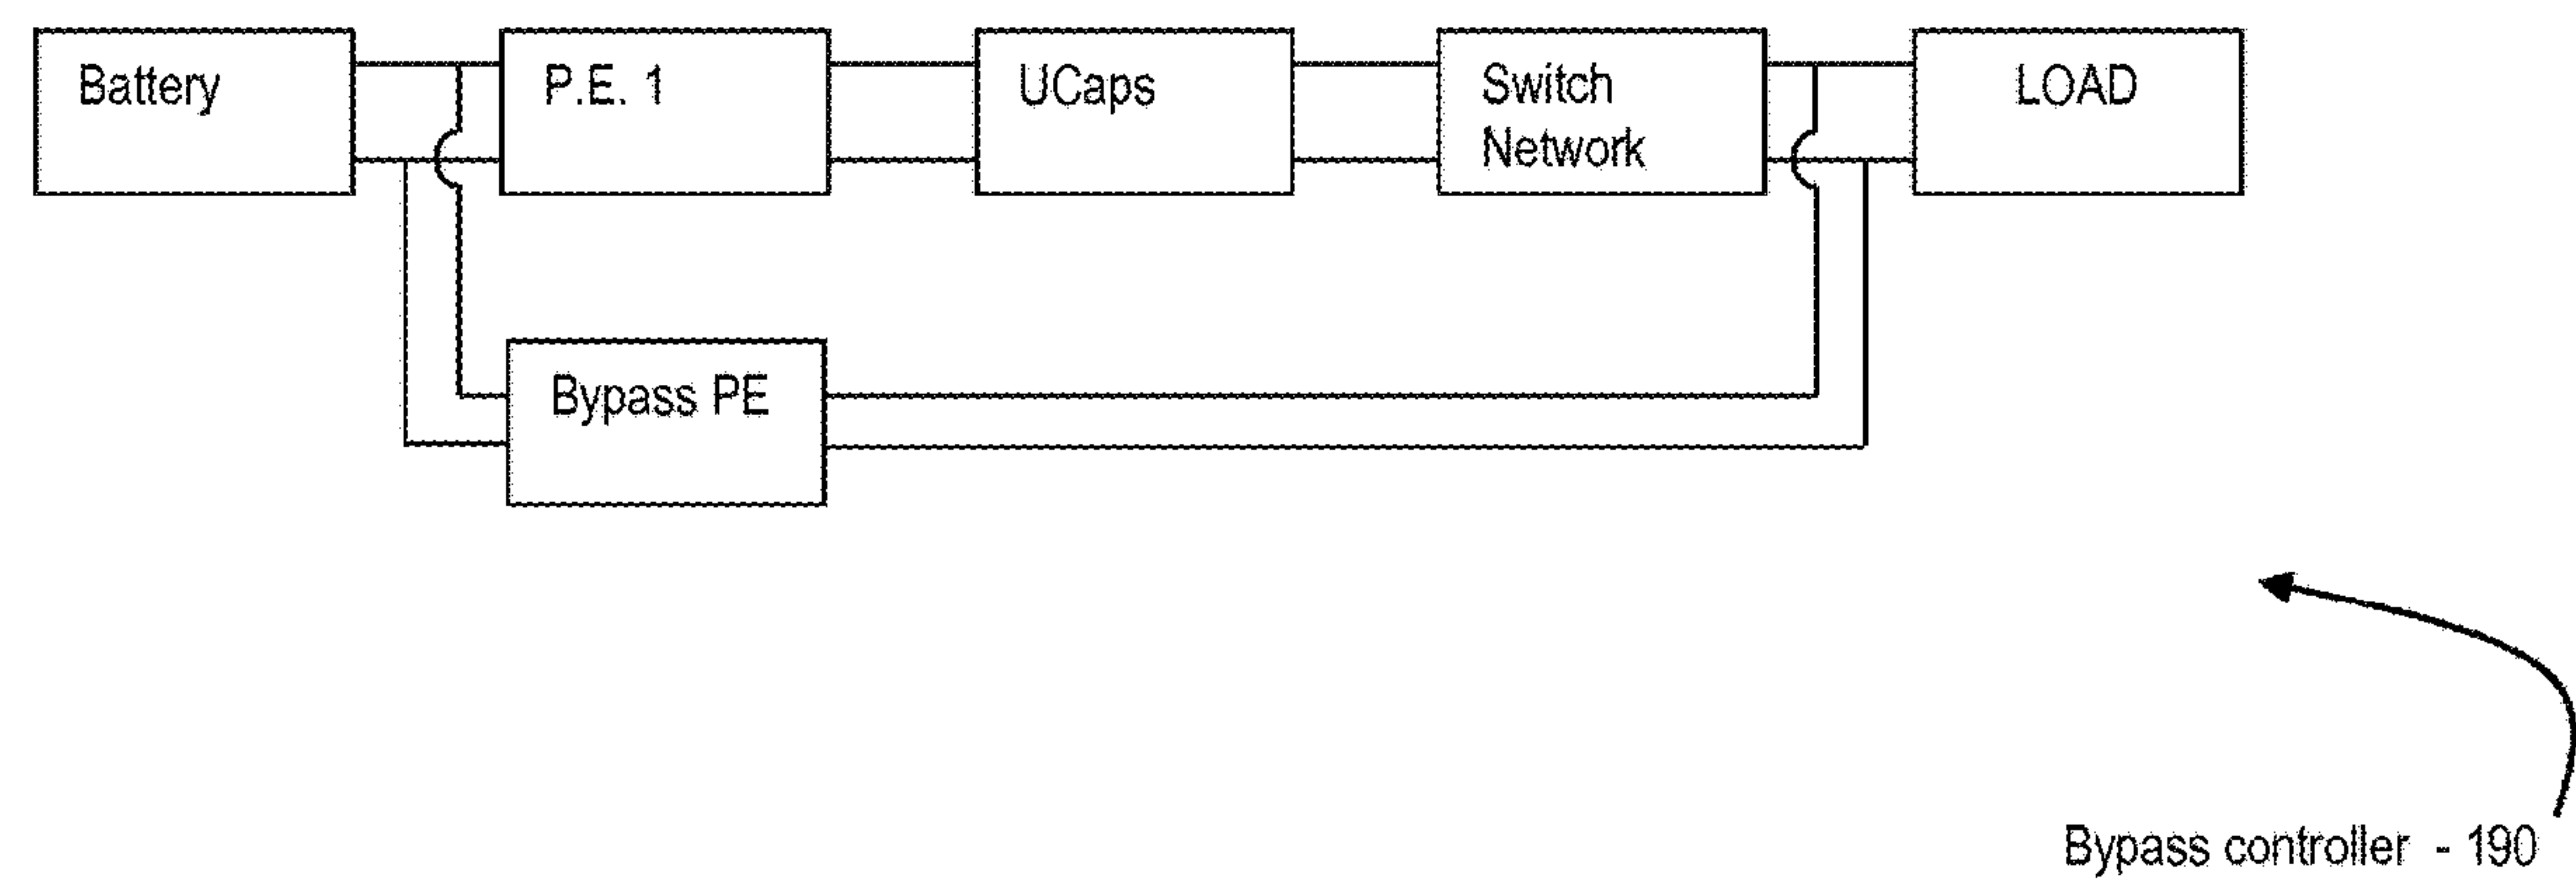 Battery
P.E. 1
UCaps
Switch
Network
LOAD
Bypass PE
Bypass controller - 190